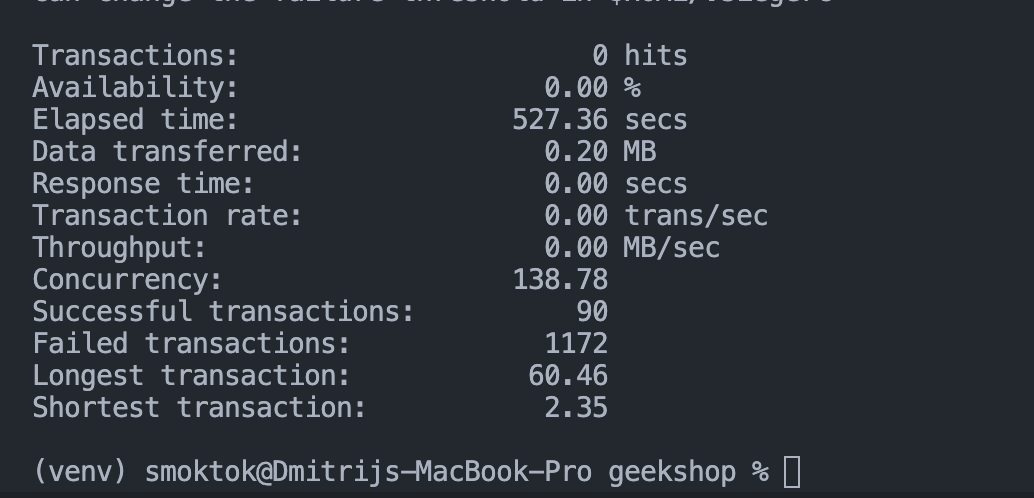 Transactions: 0 hits
Availability: 0.00 %
Elapsed time: 527.36 secs
Data transferred: 0.20 MB
Response time: 0.00 secs
Transaction rate: 0.00 trans/sec
Throughput: 0.00 MB/sec
Concurrency: 138.78
Successful transactions: 90
Failed transactions: 1172
Longest transaction: 60.46
Shortest transaction: 2.35
(venv) smoktok@Dmitrijs-MacBook-Pro geekshop %